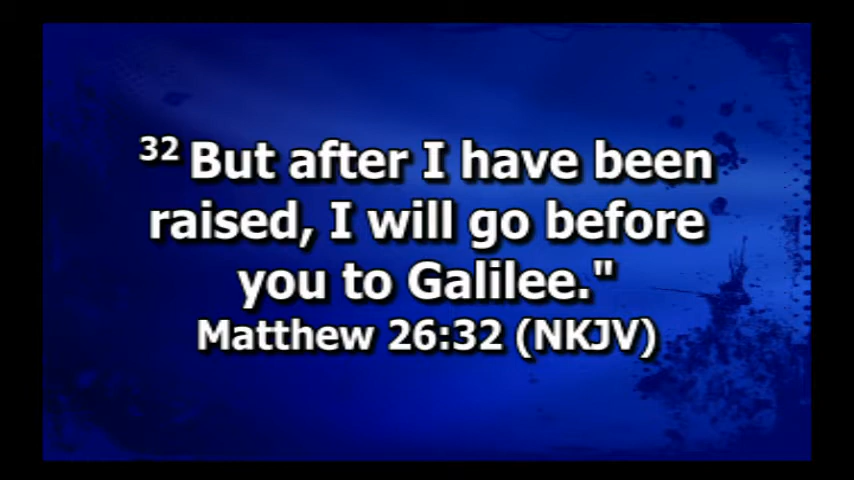 32 But after I have been
raised, I will go before
you to Galilee."
Matthew 26:32 (NKJV)